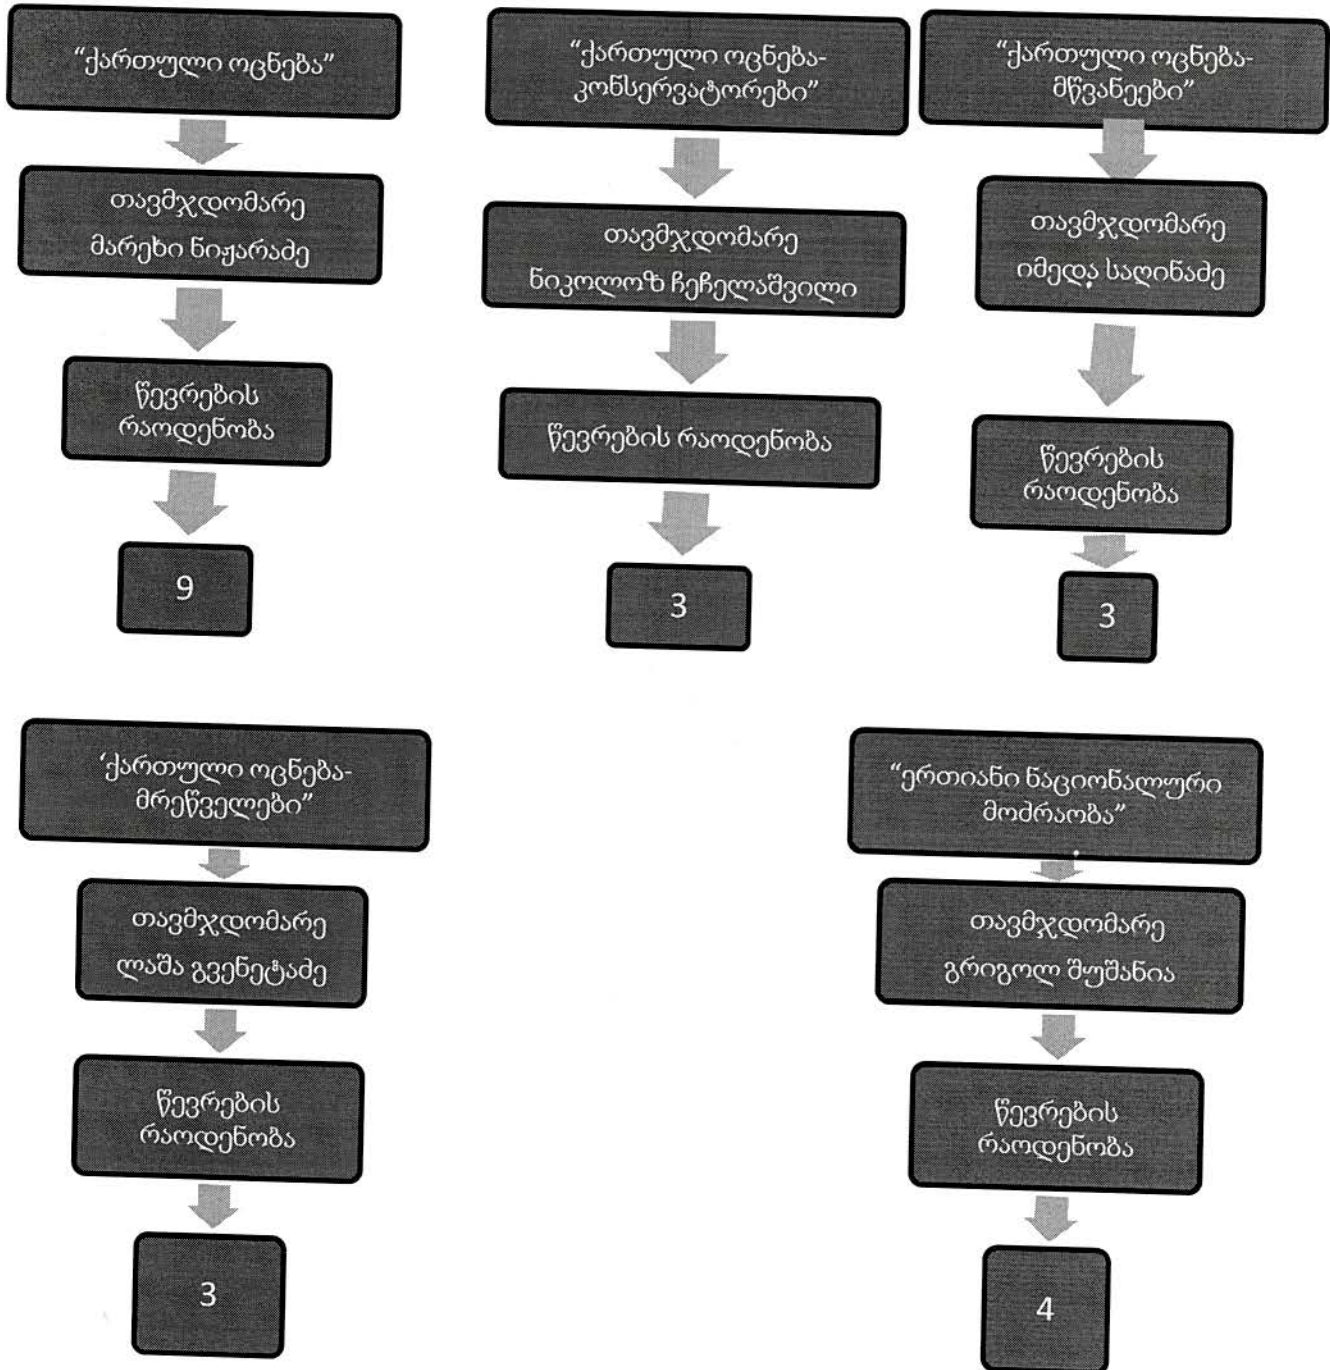 “ქართული ოცნება”
თავმჯდომარე
მარეხი ნიჟარაძე
წევრების
რაოდენობა
9
“ქართული ოცნება-
კონსერვატორები”
თავმჯდომარე
ნიკოლოზ ჩეჩელაშვილი
წევრების რაოდენობა
3
“ქართული ოცნება-
მწვანეები”
თავმჯდომარე
იმედა საღინაძე
წევრების
რაოდენობა
3
‘ქართული ოცნება-
მრეწველები”
თავმჯდომარე
ლაშა გვენეტაძე
წევრების
რაოდენობა
3
“ერთიანი ნაციონალური
მოძრაობა”
თავმჯდომარე
გრიგოლ შუშანია
წევრების
რაოდენობა
4